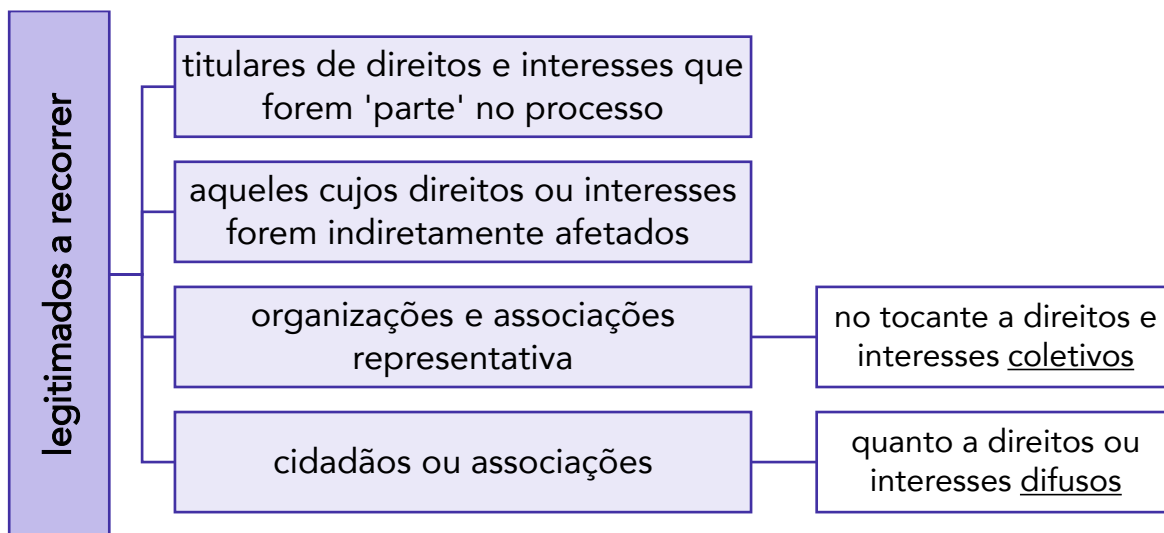 legitimados a recorrer
titulares de direitos e interesses que
forem 'parte' no processo
aqueles cujos direitos ou interesses
forem indiretamente afetados
organizações e associações
representativa
no tocante a direitos e
interesses coletivos
cidadãos ou associações
quanto a direitos ou
interesses difusos